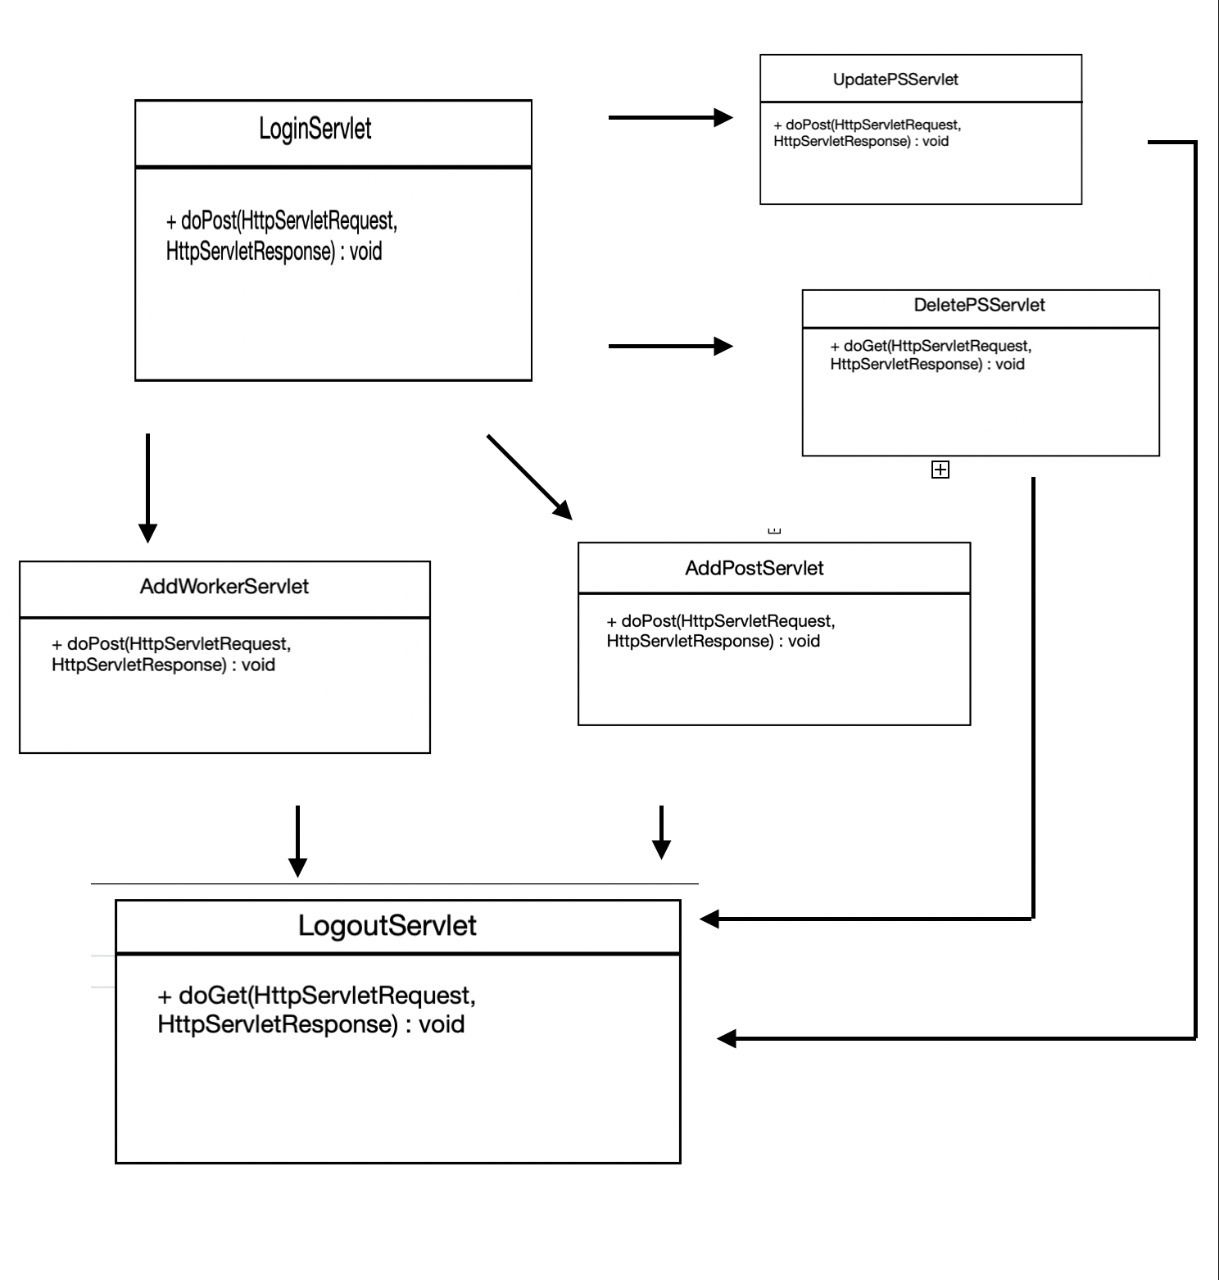 UpdatePSServlet
+ doPost(HttpServletRequest,
HttpServletResponse) : void
LoginServlet
+ doPost(HttpServletRequest,
HttpServletResponse) : void
DeletePSServlet
+ doGet(HttpServletRequest,
HttpServletResponse) : void
AddWorkerServlet
+ doPost(HttpServletRequest,
HttpServletResponse) : void
AddPostServlet
+ doPost(HttpServletRequest,
HttpServletResponse) : void
LogoutServlet
+ doGet(HttpServletRequest,
HttpServletResponse) : void